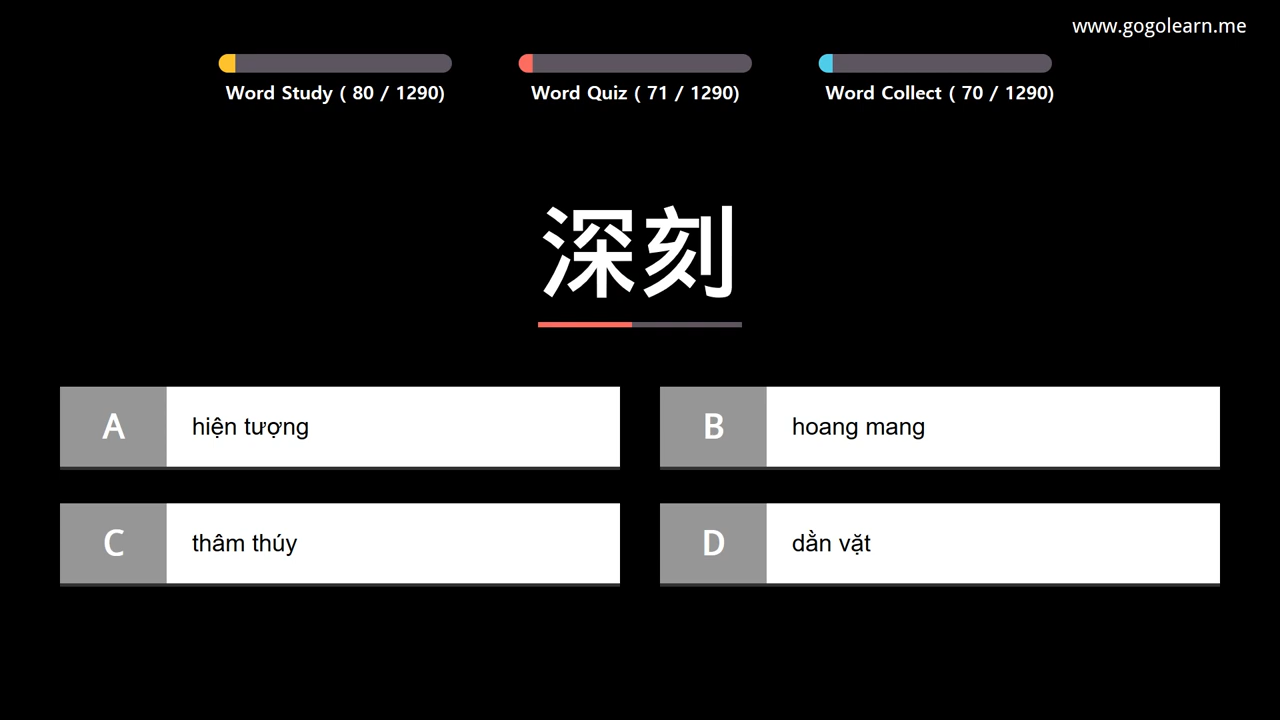 www.gogolearn.me
Word Study ( 80 / 1290)
Word Quiz ( 71 / 1290)
Word Collect ( 70 / 1290)
深刻
A
hiện tượng
B
hoang mang
C
thâm thúy
D
dằn vặt